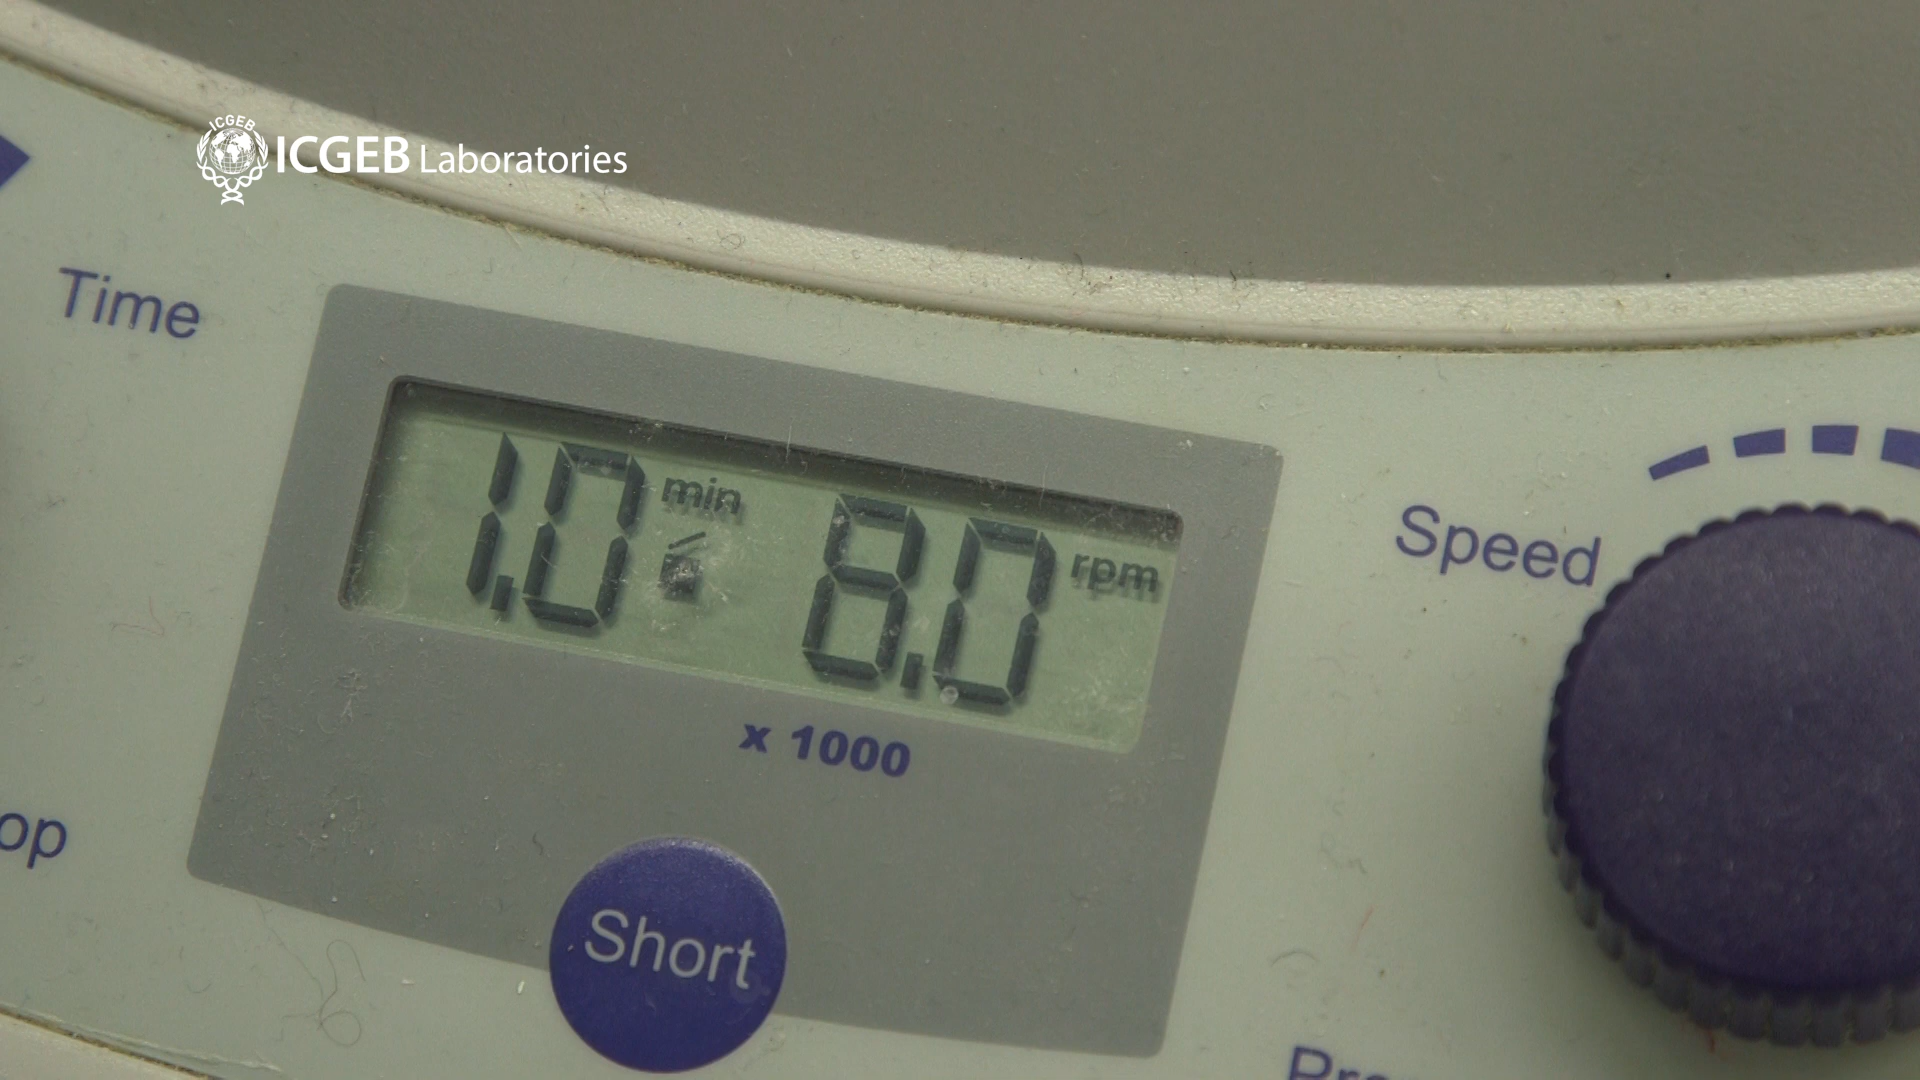 ICGEB
ICGEB Laboratories
Time
1.0 min 8.0 rpm
x 1000
Speed
Short